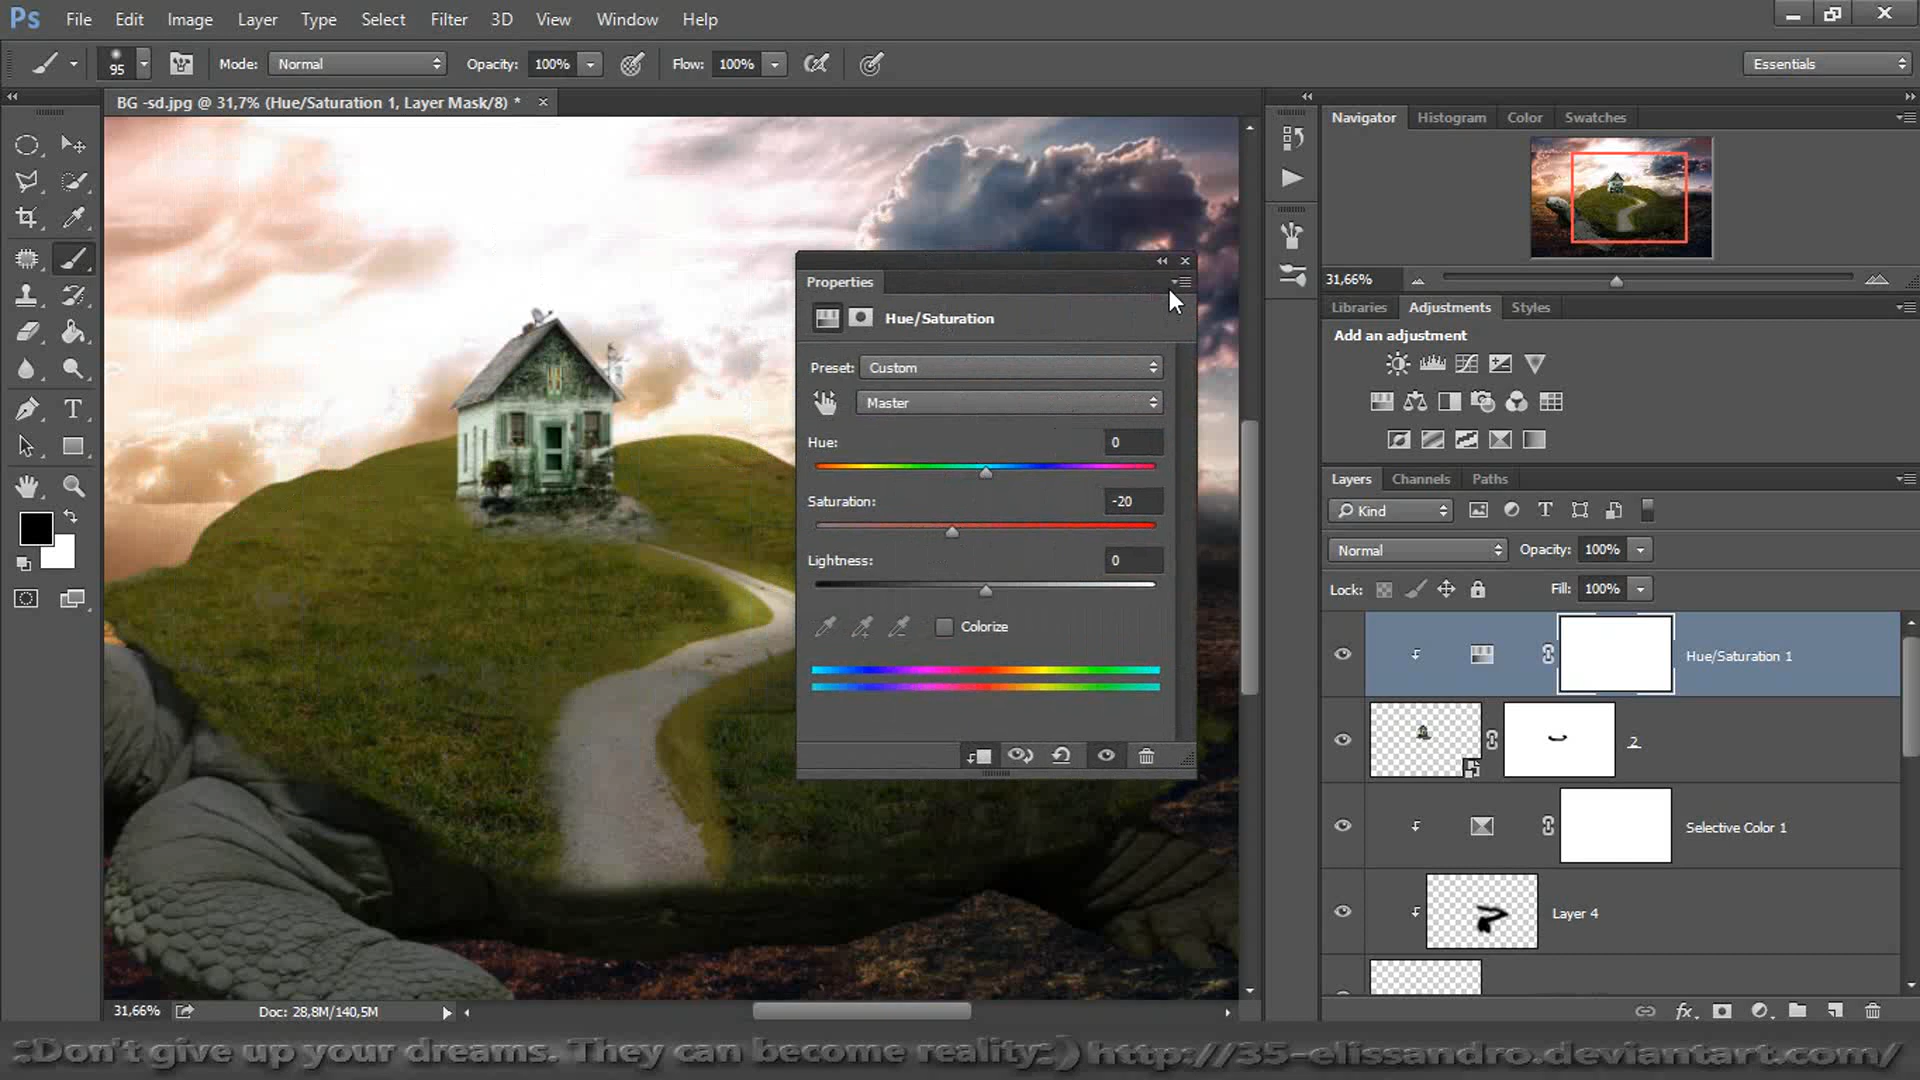 Ps File Edit Image Layer Type Select Filter 3D View Window Help
95 Mode: Normal Opacity: 100% Flow: 100% Essentials
BG -sd.jpg @ 31,7% (Hue/Saturation 1, Layer Mask/8) *
Navigator Histogram Color Swatches
31,66%
Libraries Adjustments Styles
Add an adjustment
Properties
Hue/Saturation
Preset: Custom
Master
Hue: 0
Saturation: -20
Lightness: 0
Colorize
Layers Channels Paths
Kind
Normal Opacity: 100%
Lock: Fill: 100%
Hue/Saturation 1
2
Selective Color 1
Layer 4
31,66% Doc: 28,8M/140,5M
:Don't give up your dreams. They can become reality:) http://35-elissandro.deviantart.com/